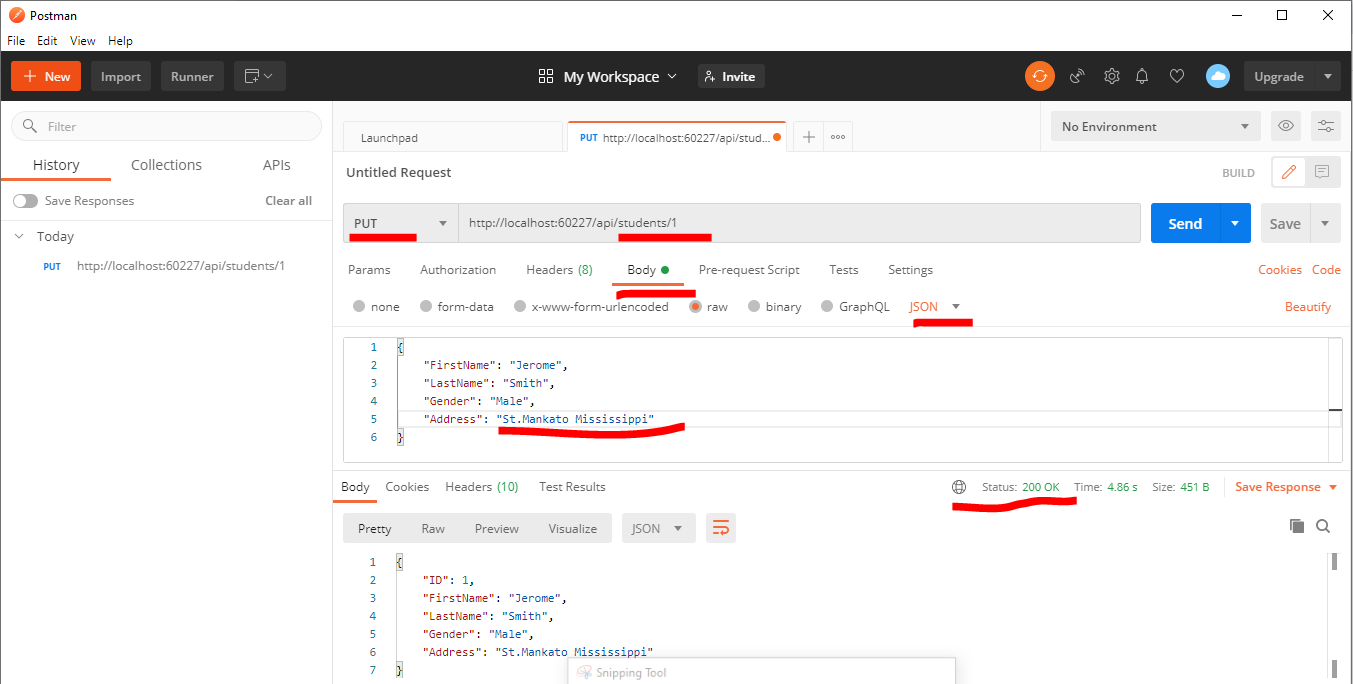 Postman
File Edit View Help
New Import Runner My Workspace Invite Upgrade
Filter
History Collections APIs
Save Responses Clear all
Today
PUT http://localhost:60227/api/students/1
Launchpad PUT http://localhost:60227/api/stud... No Environment
Untitled Request BUILD
PUT http://localhost:60227/api/students/1 Send Save
Params Authorization Headers (8) Body Pre-request Script Tests Settings Cookies Code
none form-data x-www-form-urlencoded raw binary GraphQL JSON Beautify
1 {
2 "FirstName": "Jerome",
3 "LastName": "Smith",
4 "Gender": "Male",
5 "Address": "St.Mankato Mississippi"
6 }
Body Cookies Headers (10) Test Results Status: 200 OK Time: 4.86 s Size: 451 B Save Response
Pretty Raw Preview Visualize JSON
1 {
2 "ID": 1,
3 "FirstName": "Jerome",
4 "LastName": "Smith",
5 "Gender": "Male",
6 "Address": "St.Mankato Mississippi"
7 }
Snipping Tool